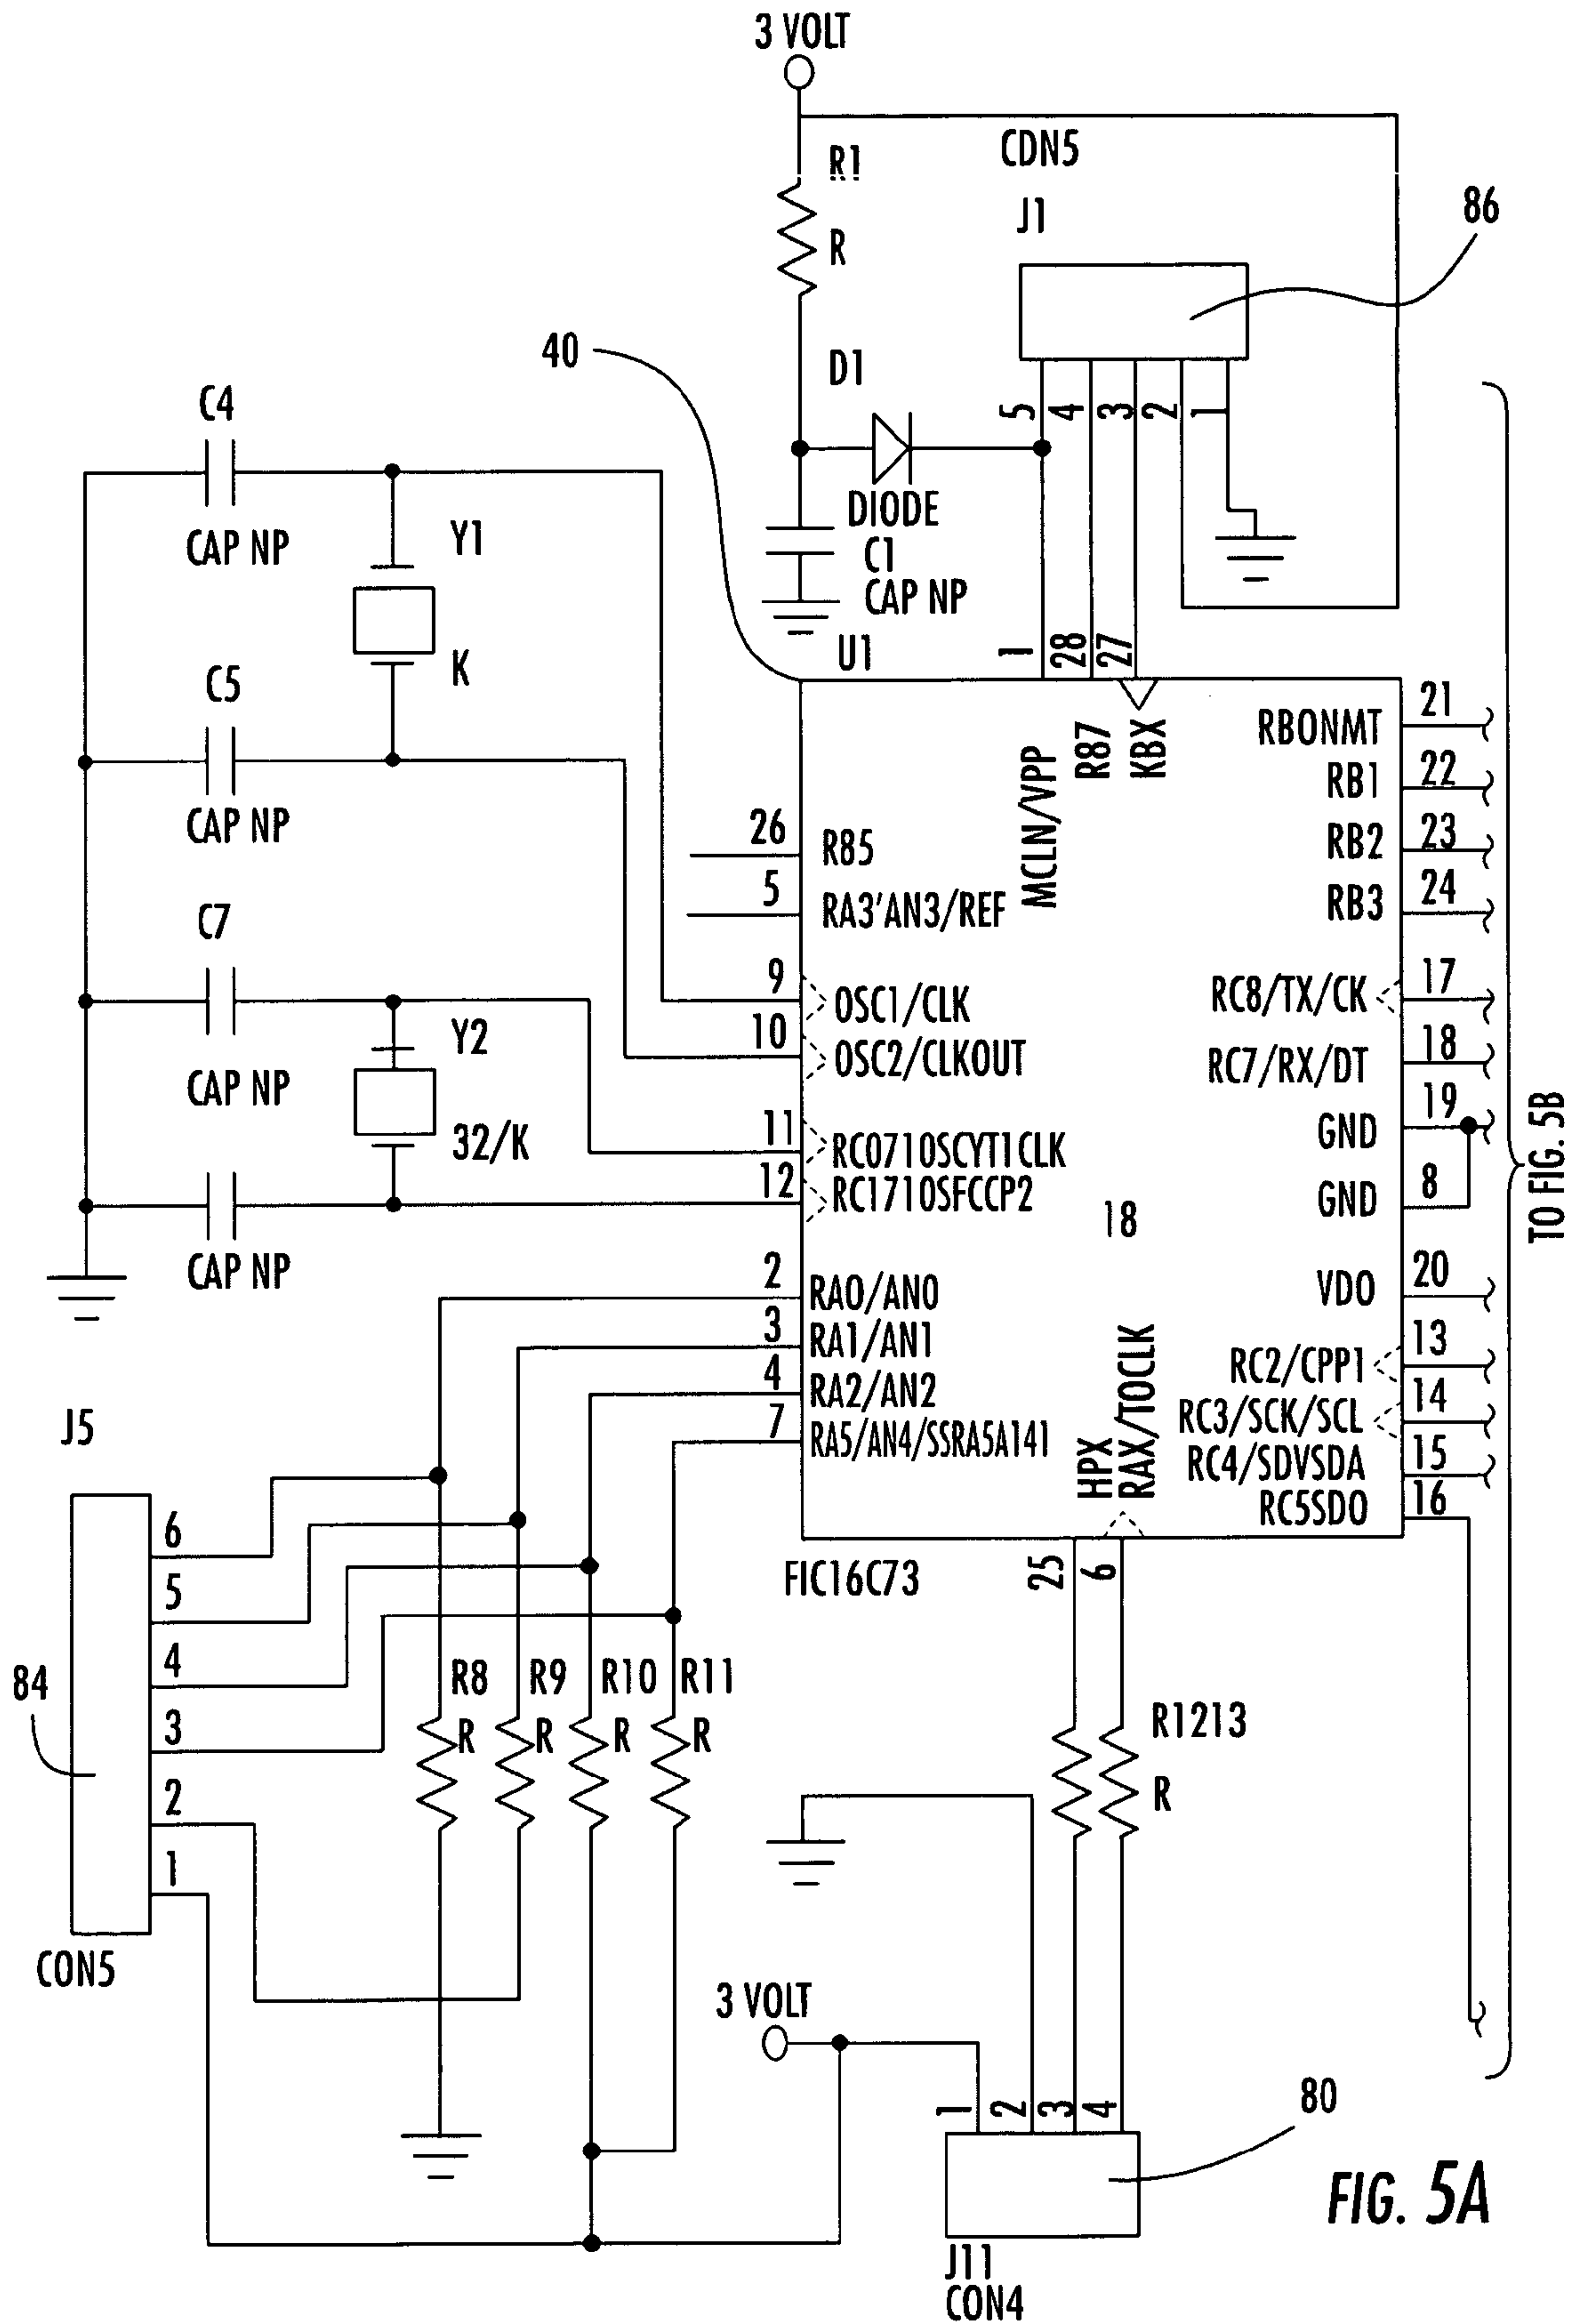 3 VOLT
CDN5
R1
R
J1
86
40
D1
5
4
3
2
1
DIODE
C1
CAP NP
C4
CAP NP
Y1
K
C5
CAP NP
U1
1
28
27
MCLN/VPP
R87
KBX
RBONMT
21
RB1
22
RB2
23
RB3
24
26
R85
5
RA3'AN3/REF
C7
CAP NP
Y2
32/K
CAP NP
9
OSC1/CLK
10
OSC2/CLKOUT
11
RC0710SCYT1CLK
12
RC1710SFCCP2
RC8/TX/CK
17
RC7/RX/DT
18
GND
19
GND
8
18
VDO
20
RC2/CPP1
13
RC3/SCK/SCL
14
RC4/SDVSDA
15
RC5SDO
16
TO FIG. 5B
2
RA0/AN0
3
RA1/AN1
4
RA2/AN2
7
RA5/AN4/SSRA5A141
HPX
RAX/TOCLK
FIC16C73
25
6
J5
6
5
4
3
2
1
84
CON5
R8
R
R9
R
R10
R
R11
R
R1213
R
3 VOLT
1
2
3
4
80
J11
CON4
FIG. 5A